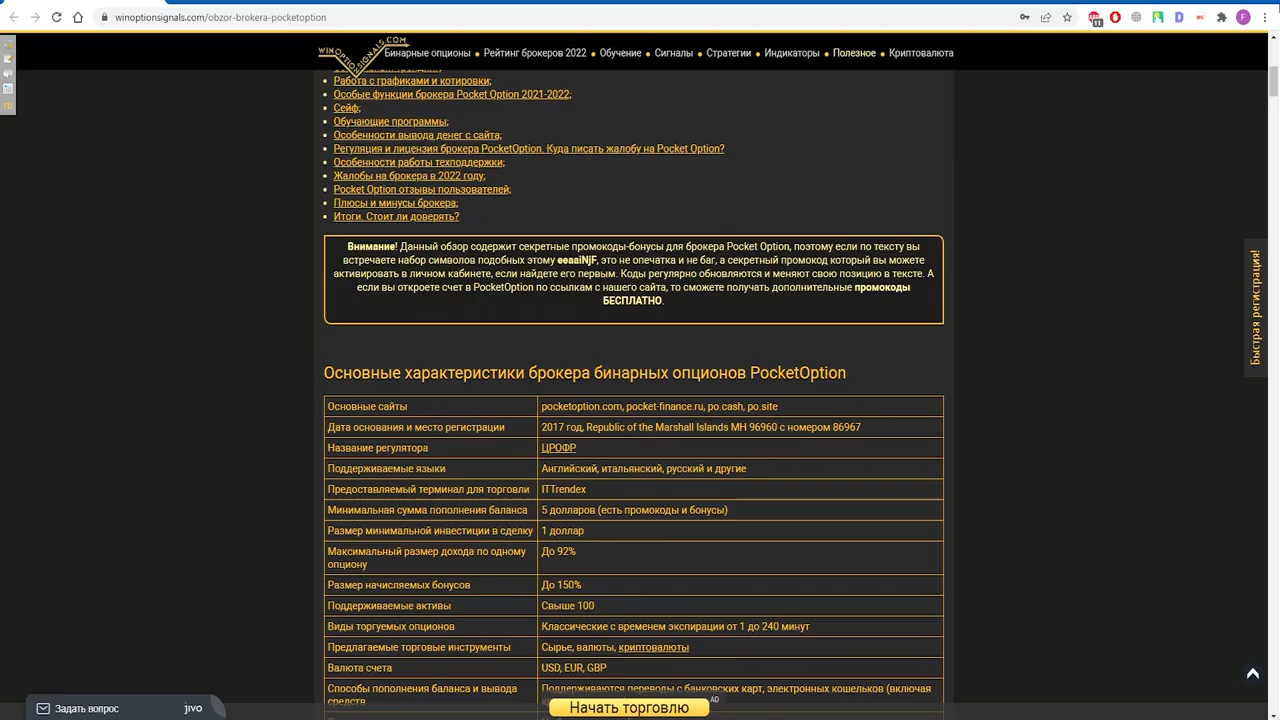 winoptionsignals.com/obzor-brokera-pocketoption
11
F
WINOPTIONSIGNALS.COM
Бинарные опционы
Рейтинг брокеров 2022
Обучение
Сигналы
Стратегии
Индикаторы
Полезное
Криптовалюта
ru
Работа с графиками и котировки;
Особые функции брокера Pocket Option 2021-2022;
Сейф;
Обучающие программы;
Особенности вывода денег с сайта;
Регуляция и лицензия брокера PocketOption. Куда писать жалобу на Pocket Option?
Особенности работы техподдержки;
Жалобы на брокера в 2022 году;
Pocket Option отзывы пользователей;
Плюсы и минусы брокера;
Итоги. Стоит ли доверять?
Внимание! Данный обзор содержит секретные промокоды-бонусы для брокера Pocket Option, поэтому если по тексту вы
встречаете набор символов подобных этому eeaaiNjF, это не опечатка и не баг, а секретный промокод который вы можете
активировать в личном кабинете, если найдете его первым. Коды регулярно обновляются и меняют свою позицию в тексте. А
если вы откроете счет в PocketOption по ссылкам с нашего сайта, то сможете получать дополнительные промокоды
БЕСПЛАТНО.
Быстрая регистрация!
Основные характеристики брокера бинарных опционов PocketOption
Основные сайты pocketoption.com, pocket-finance.ru, po.cash, po.site
Дата основания и место регистрации 2017 год, Republic of the Marshall Islands MH 96960 с номером 86967
Название регулятора ЦРОФР
Поддерживаемые языки Английский, итальянский, русский и другие
Предоставляемый терминал для торговли ITTrendex
Минимальная сумма пополнения баланса 5 долларов (есть промокоды и бонусы)
Размер минимальной инвестиции в сделку 1 доллар
Максимальный размер дохода по одному До 92%
опциону
Размер начисляемых бонусов До 150%
Поддерживаемые активы Свыше 100
Виды торгуемых опционов Классические с временем экспирации от 1 до 240 минут
Предлагаемые торговые инструменты Сырье, валюты, криптовалюты
Валюта счета USD, EUR, GBP
Способы пополнения баланса и вывода Поддерживаются переводы с банковских карт, электронных кошельков (включая
средств
Задать вопрос jivo
Начать торговлю
AD